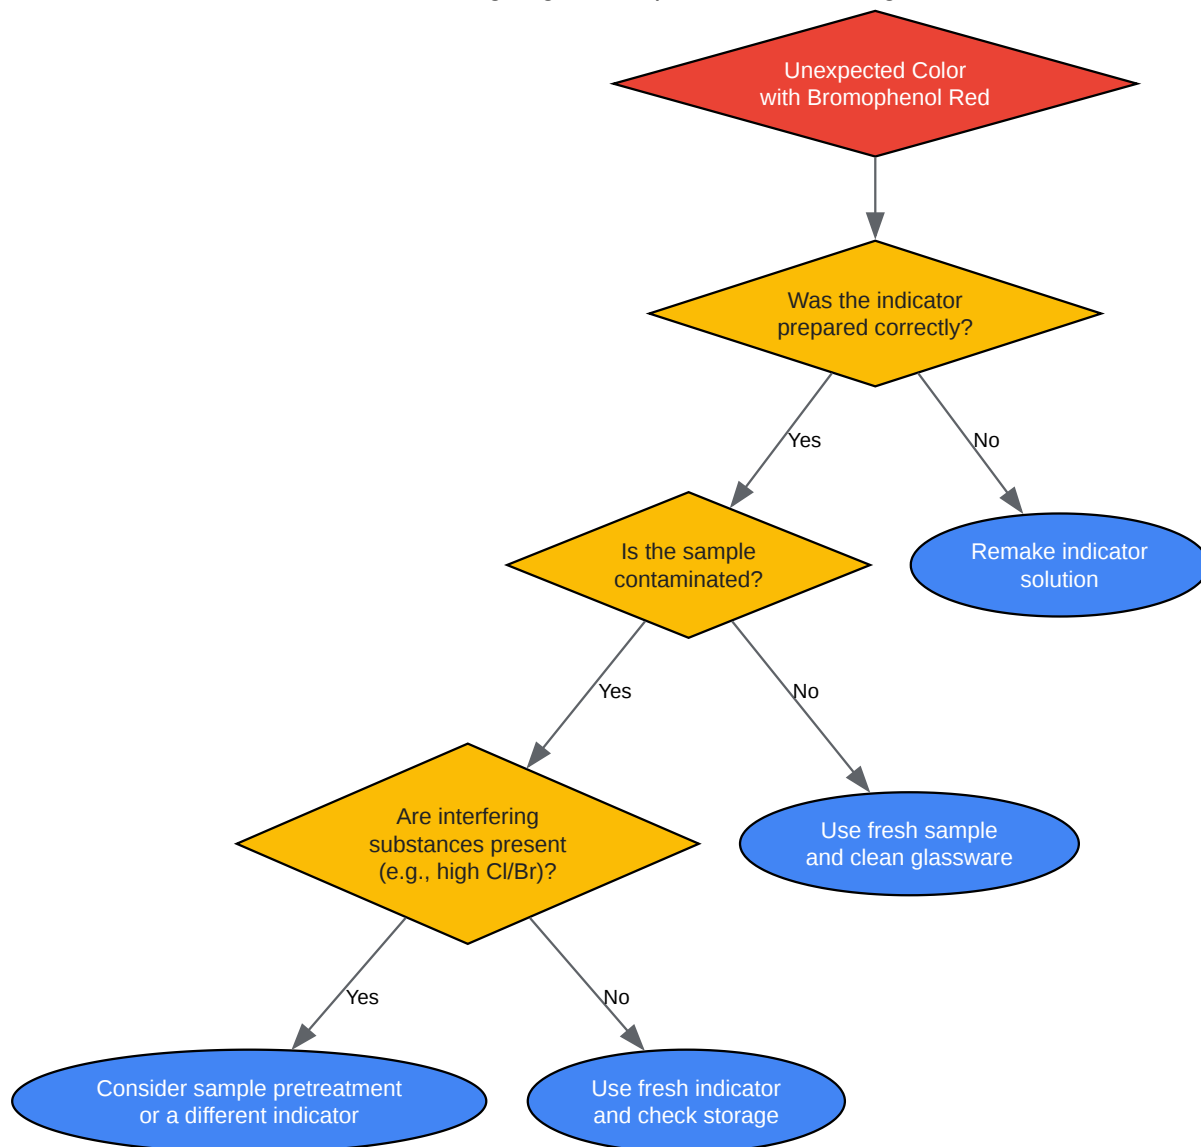 Unexpected Color
with Bromophenol Red
Was the indicator
prepared correctly?
Yes
No
Is the sample
contaminated?
Remake indicator
solution
Yes
No
Are interfering
substances present
(e.g., high Cl/Br)?
Use fresh sample
and clean glassware
Yes
No
Consider sample pretreatment
or a different indicator
Use fresh indicator
and check storage